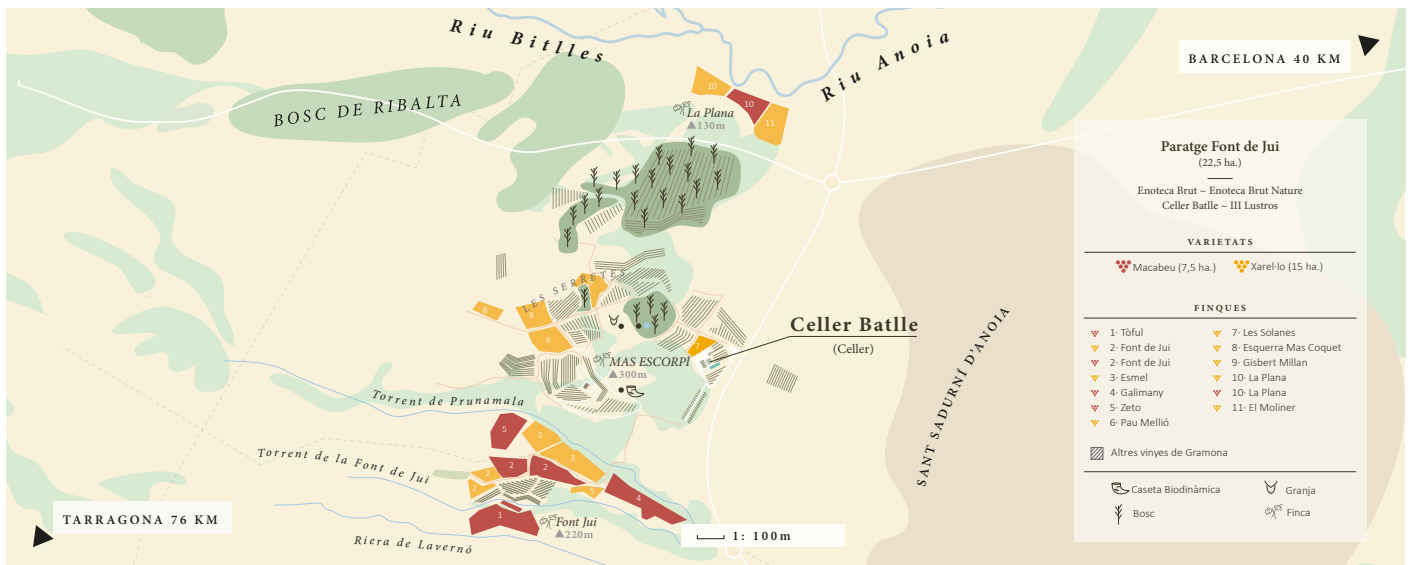 Riu Bitlles
Riu Anoia
BARCELONA 40 KM
BOSC DE RIBALTA
10
10
11
La Plana
130m
LES SERRETES
8
8
6
7
MAS ESCORPÍ
300m
Celler Batlle
(Celler)
SANT SADURNÍ D'ANOIA
Torrent de Prunamala
Torrent de la Font de Jui
5
3
3
2
2
2
2
5
4
1
Font Jui
220m
Riera de Lavernó
TARRAGONA 76 KM
1: 100m
Paratge Font de Jui
(22,5 ha.)
Enoteca Brut ~ Enoteca Brut Nature
Celler Batlle ~ III Lustros
VARIETATS
Macabeu (7,5 ha.) Xarel·lo (15 ha.)
FINQUES
1· Tòful
2· Font de Jui
2· Font de Jui
3· Esmel
4· Galimany
5· Zeto
6· Pau Mellió
7· Les Solanes
8· Esquerra Mas Coquet
9· Gisbert Millan
10· La Plana
10· La Plana
11· El Moliner
Altres vinyes de Gramona
Caseta Biodinàmica
Granja
Bosc
Finca